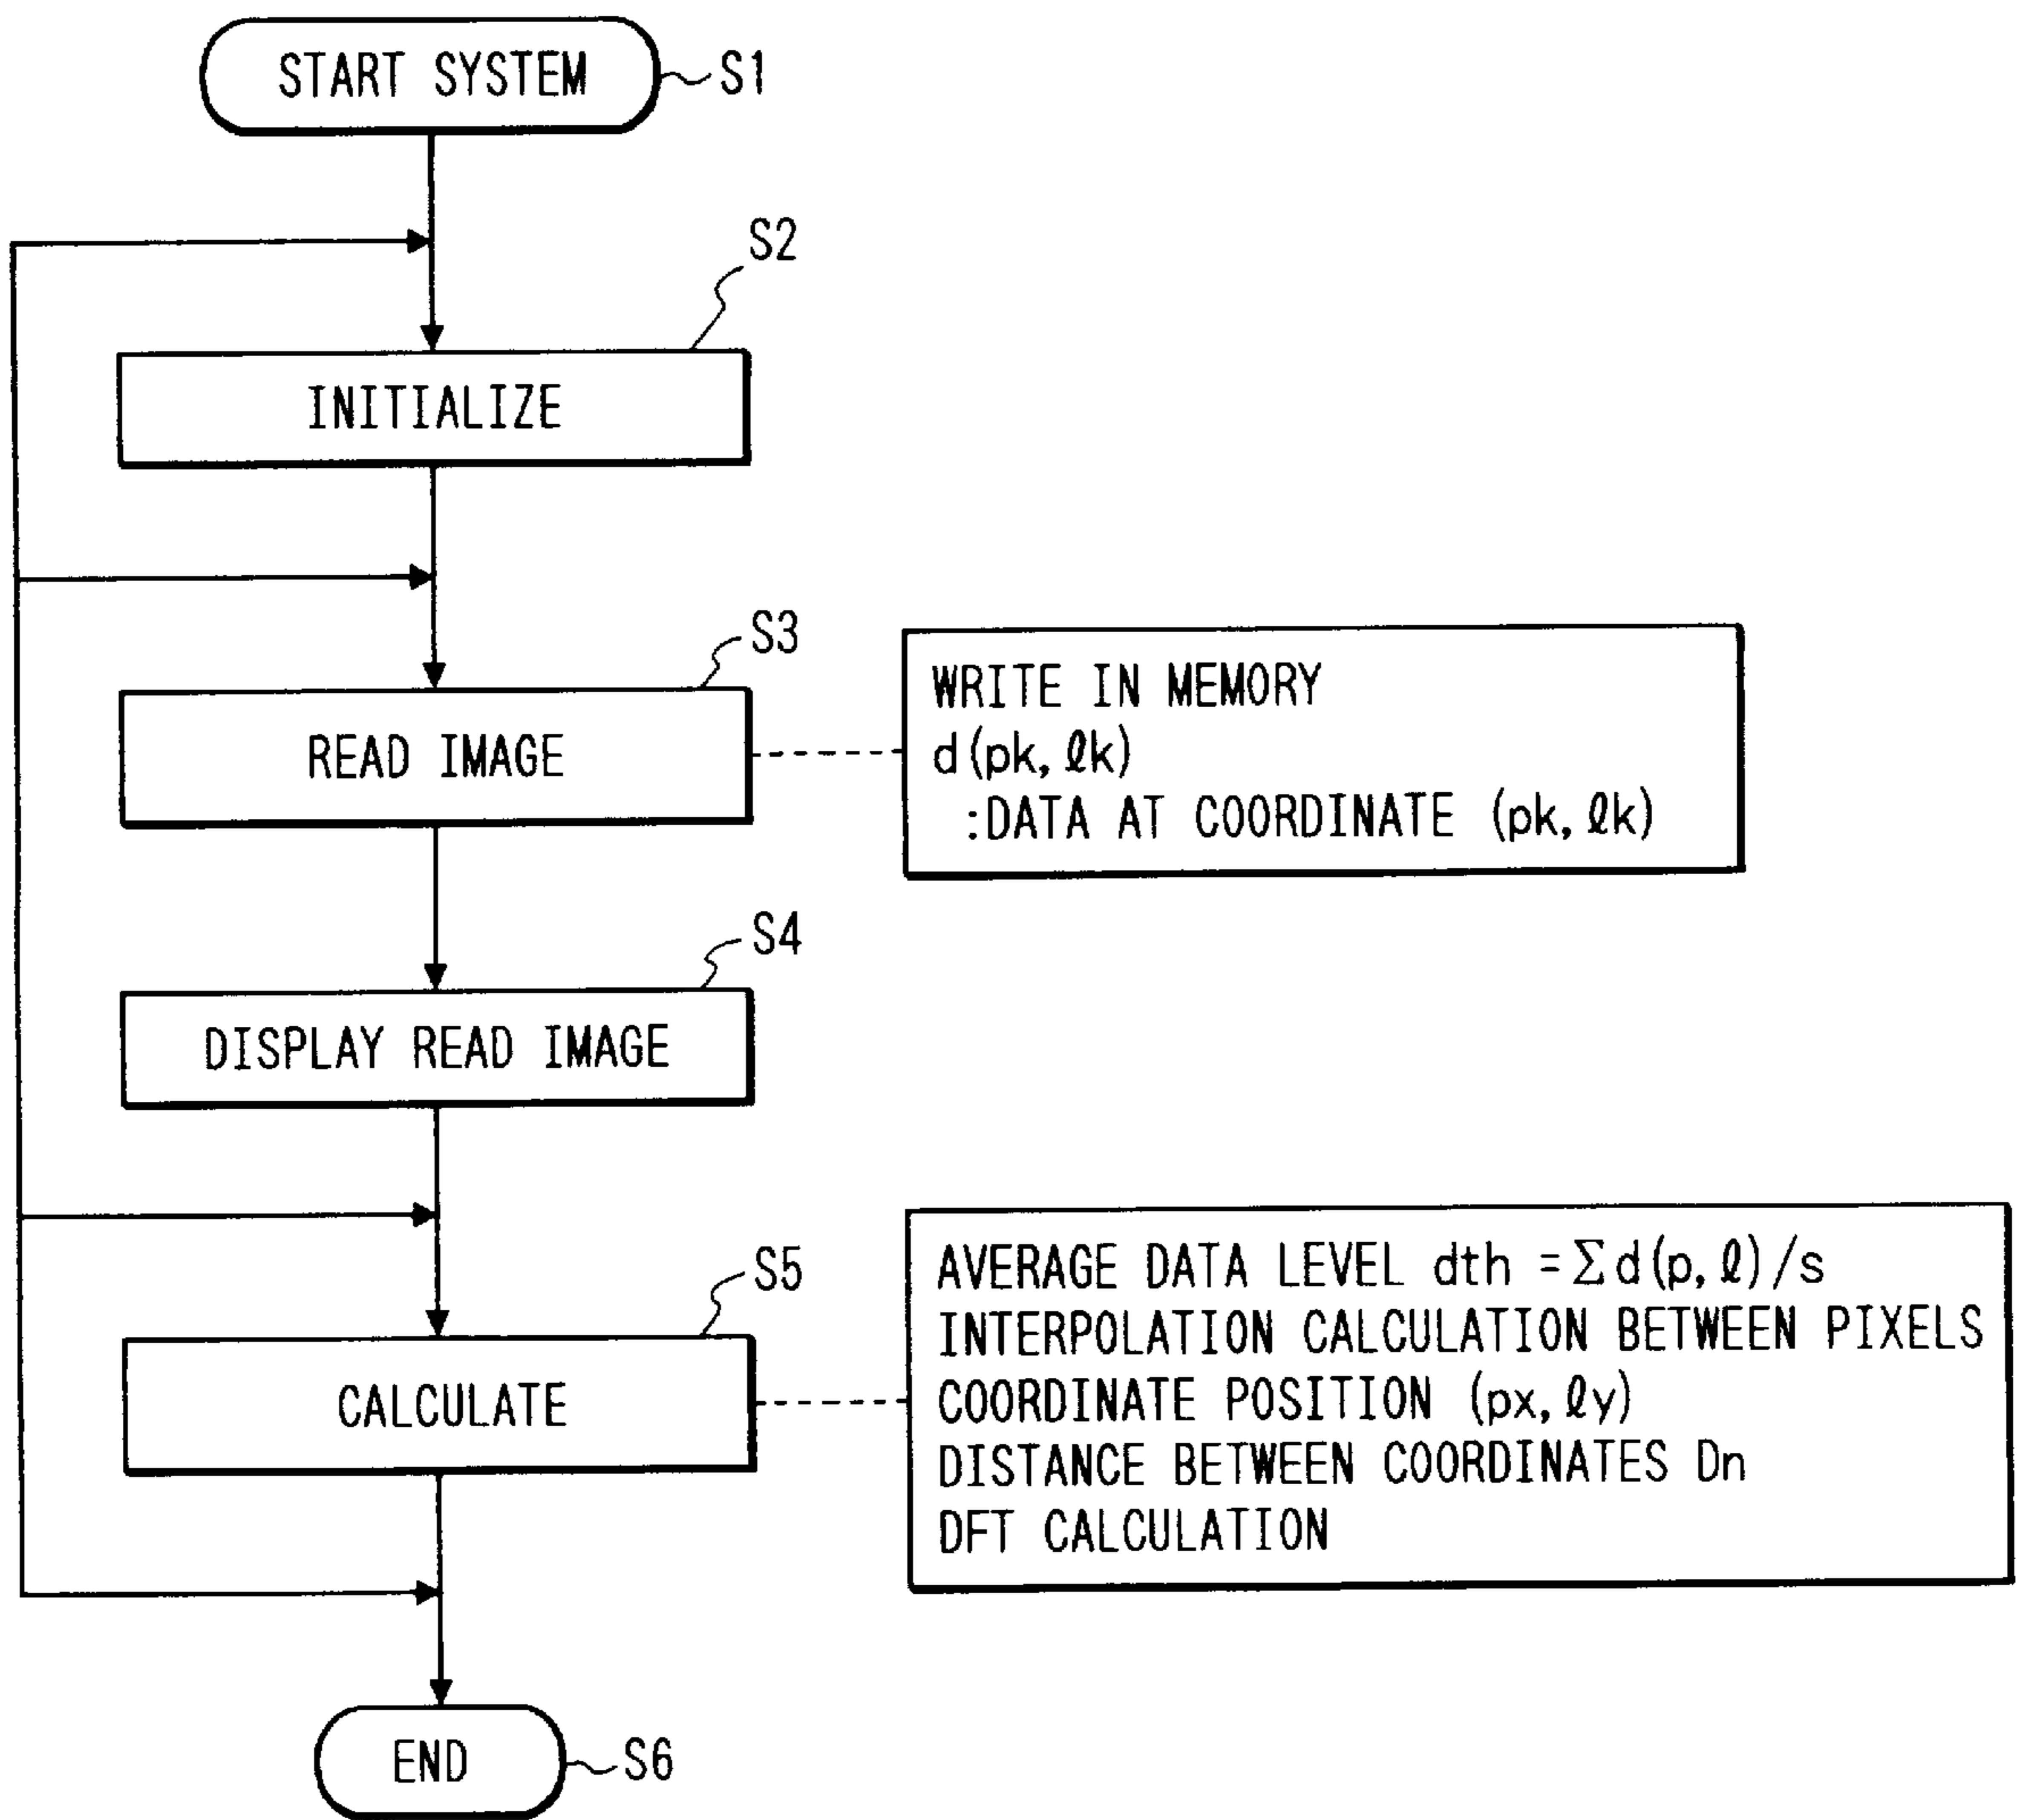 START SYSTEM
S1
S2
INITIALIZE
S3
READ IMAGE
WRITE IN MEMORY
d(pk, ℓk)
:DATA AT COORDINATE (pk, ℓk)
S4
DISPLAY READ IMAGE
S5
CALCULATE
AVERAGE DATA LEVEL dth = Σd(p, ℓ)/s
INTERPOLATION CALCULATION BETWEEN PIXELS
COORDINATE POSITION (px, ℓy)
DISTANCE BETWEEN COORDINATES Dn
DFT CALCULATION
END
S6